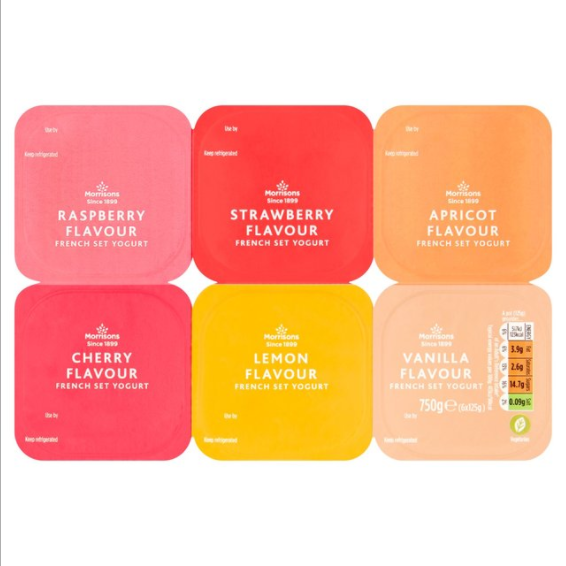 Use by
Keep refrigerated
Morrisons
Since 1899
RASPBERRY
FLAVOUR
FRENCH SET YOGURT
Use by
Keep refrigerated
Morrisons
Since 1899
STRAWBERRY
FLAVOUR
FRENCH SET YOGURT
Use by
Keep refrigerated
Morrisons
Since 1899
APRICOT
FLAVOUR
FRENCH SET YOGURT
Morrisons
Since 1899
CHERRY
FLAVOUR
FRENCH SET YOGURT
Use by
Keep refrigerated
Morrisons
Since 1899
LEMON
FLAVOUR
FRENCH SET YOGURT
Use by
Keep refrigerated
Morrisons
Since 1899
VANILLA
FLAVOUR
FRENCH SET YOGURT
750g e (6x125g)
Use by
Keep refrigerated
3.9g
2.6g
14.7g
0.09g